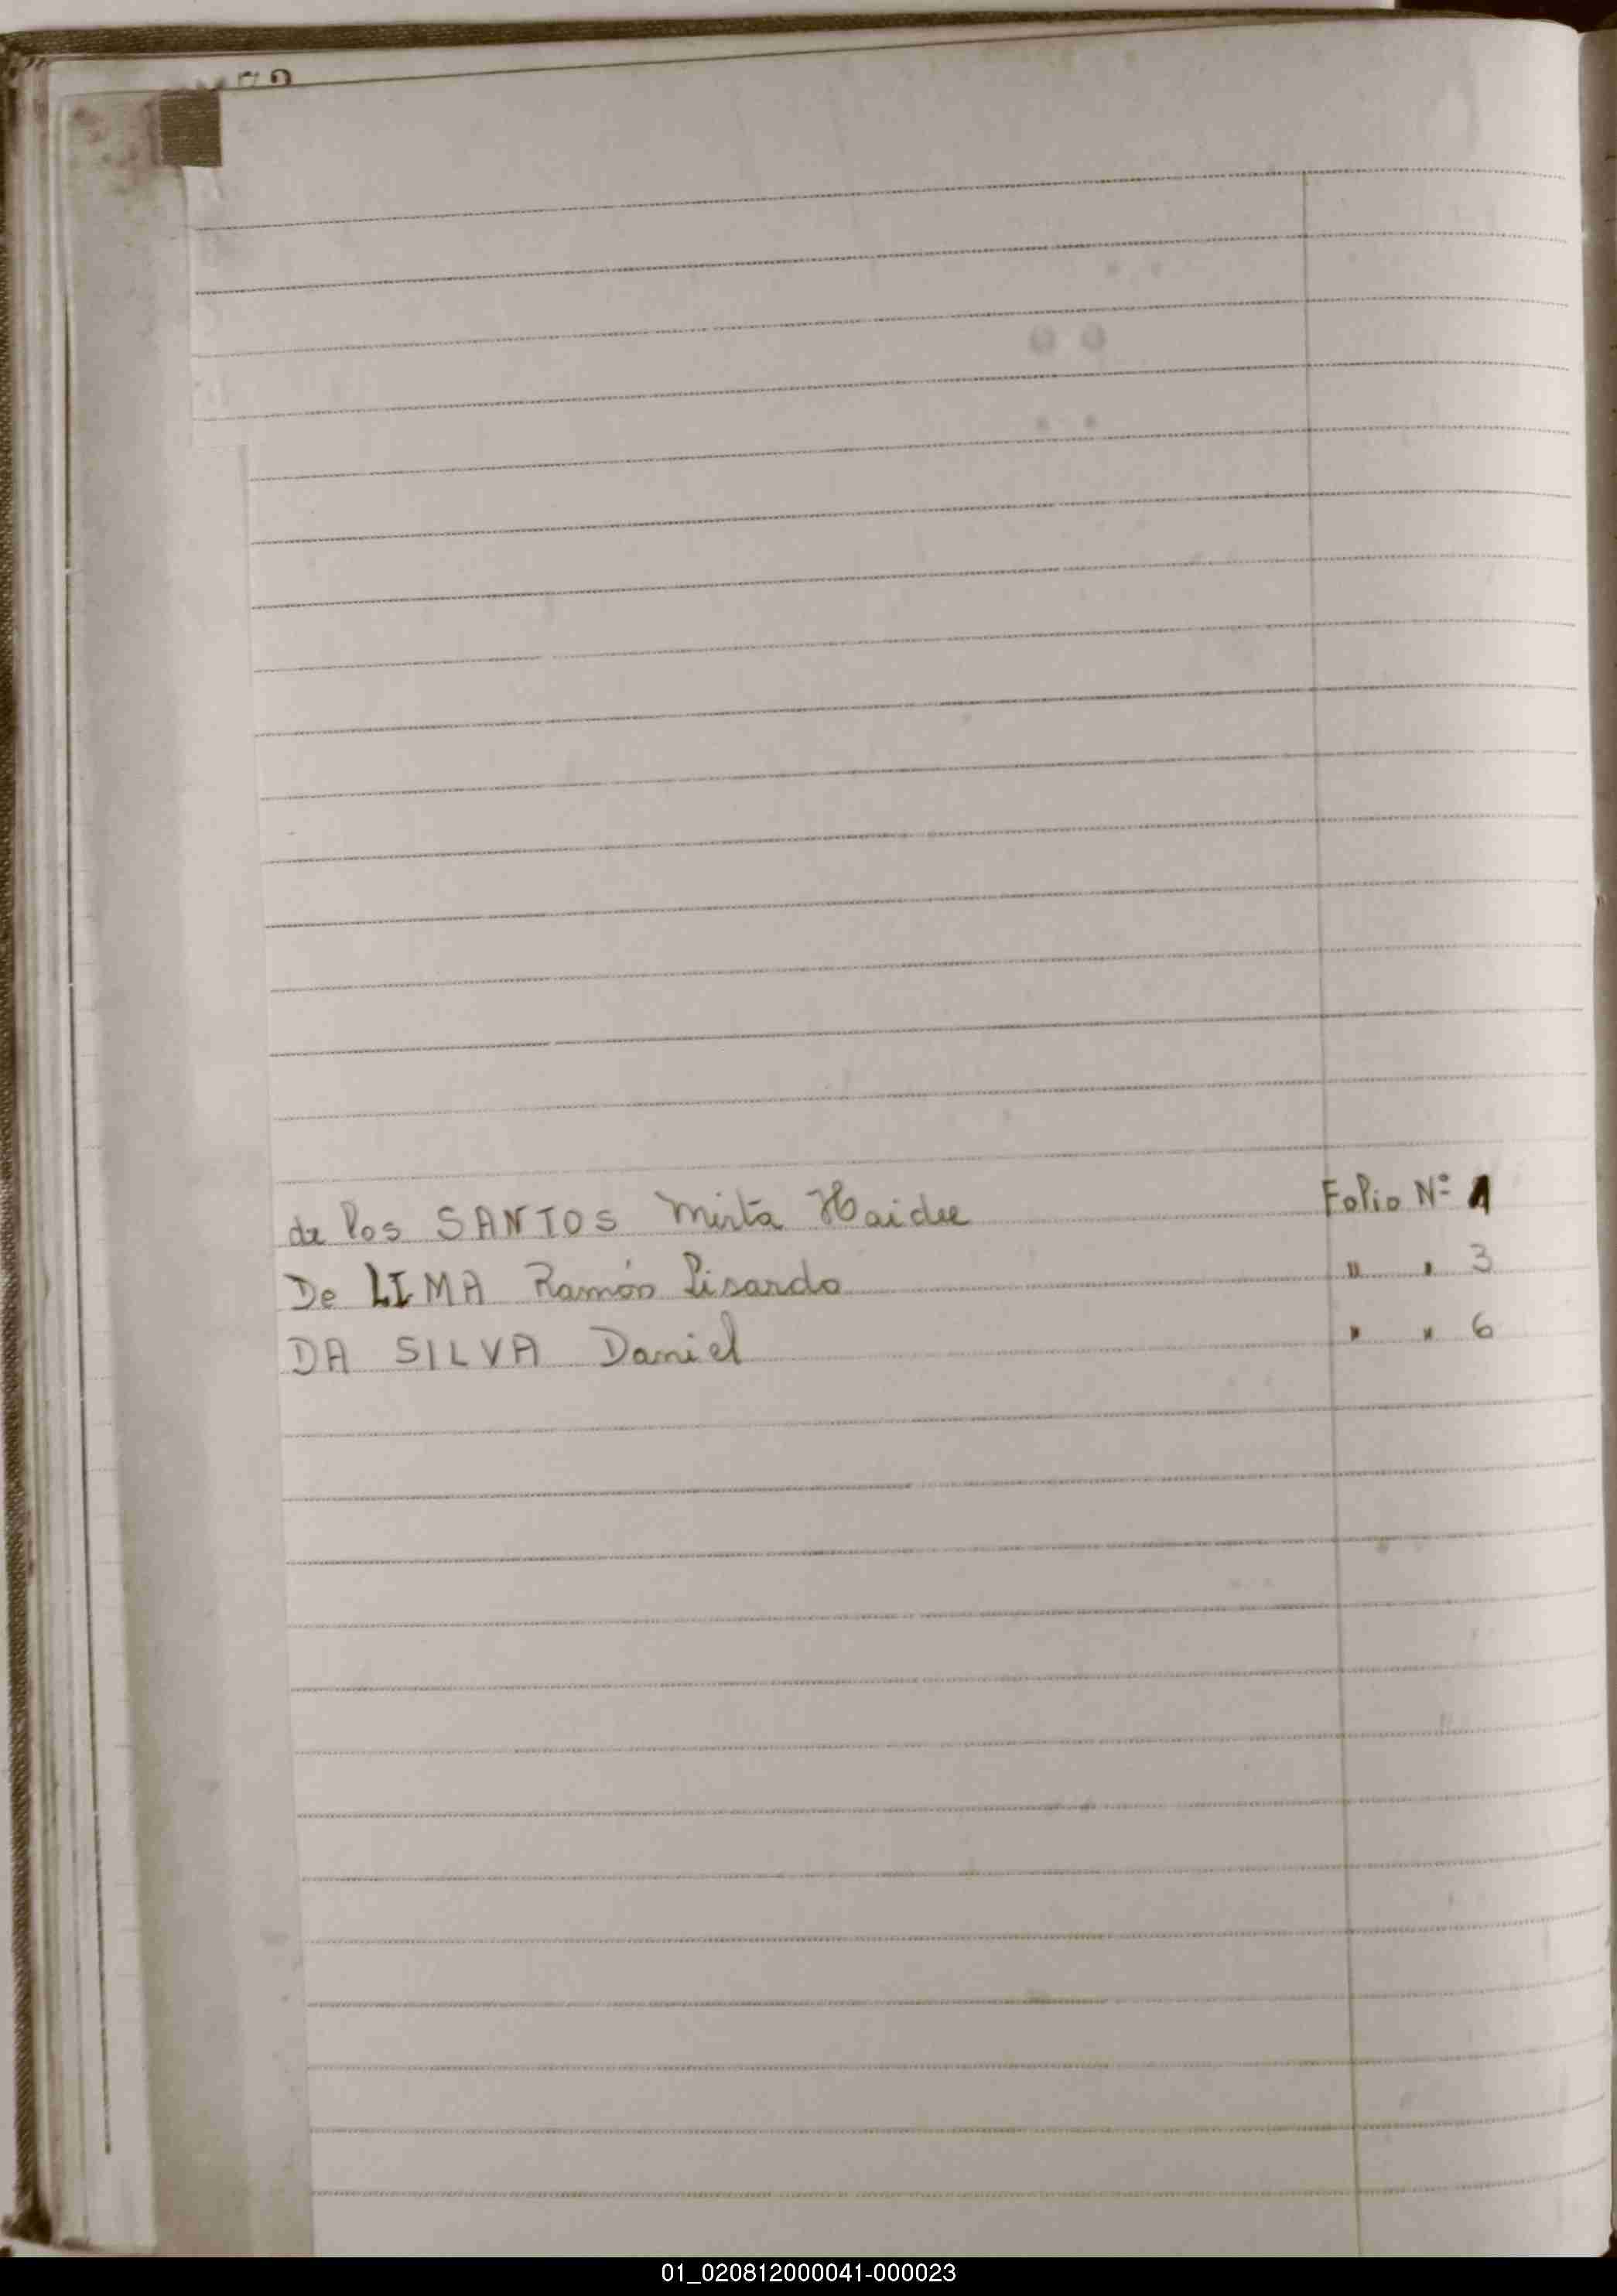 de los SANTOS Mirta Haidee Folio Nº 1
De LIMA Ramón Lisardo " " 3
DA SILVA Daniel " " 6
01_020812000041-000023